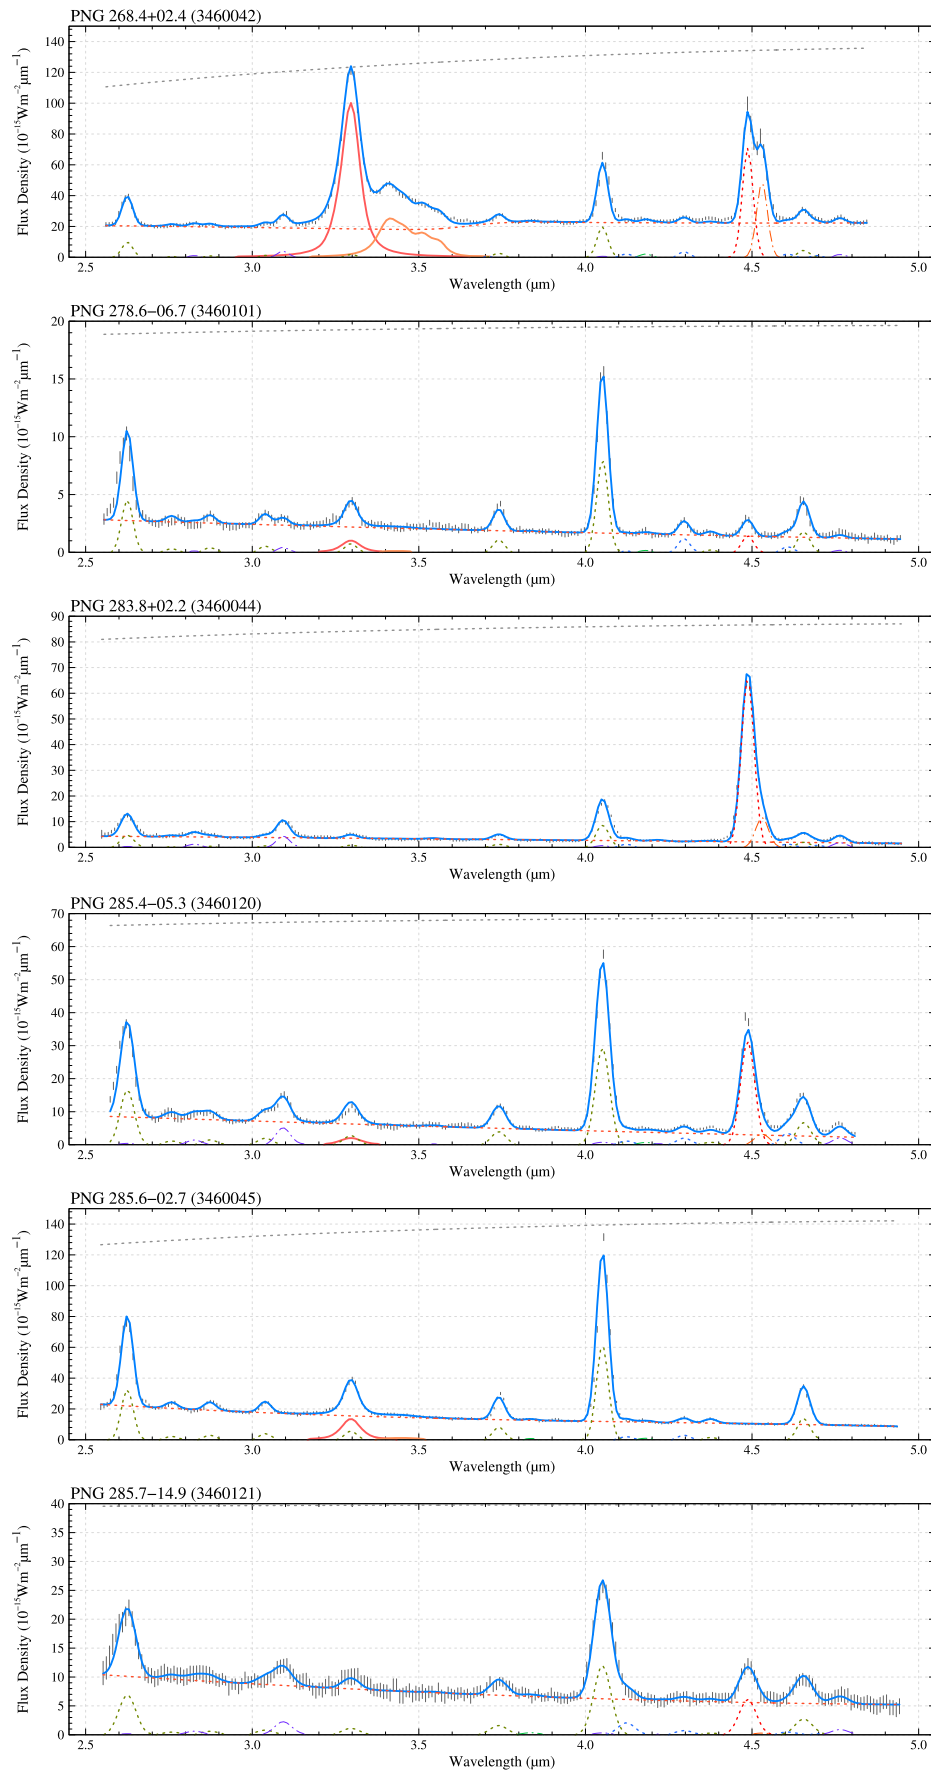 PNG 268.4+02.4 (3460042)
Flux Density (10⁻¹⁵Wm⁻²μm⁻¹)
140
120
100
80
60
40
20
0
2.5 3.0 3.5 4.0 4.5 5.0
Wavelength (μm)
PNG 278.6−06.7 (3460101)
Flux Density (10⁻¹⁵Wm⁻²μm⁻¹)
20
15
10
5
0
2.5 3.0 3.5 4.0 4.5 5.0
Wavelength (μm)
PNG 283.8+02.2 (3460044)
Flux Density (10⁻¹⁵Wm⁻²μm⁻¹)
90
80
70
60
50
40
30
20
10
0
2.5 3.0 3.5 4.0 4.5 5.0
Wavelength (μm)
PNG 285.4−05.3 (3460120)
Flux Density (10⁻¹⁵Wm⁻²μm⁻¹)
70
60
50
40
30
20
10
0
2.5 3.0 3.5 4.0 4.5 5.0
Wavelength (μm)
PNG 285.6−02.7 (3460045)
Flux Density (10⁻¹⁵Wm⁻²μm⁻¹)
140
120
100
80
60
40
20
0
2.5 3.0 3.5 4.0 4.5 5.0
Wavelength (μm)
PNG 285.7−14.9 (3460121)
Flux Density (10⁻¹⁵Wm⁻²μm⁻¹)
40
35
30
25
20
15
10
5
0
2.5 3.0 3.5 4.0 4.5 5.0
Wavelength (μm)